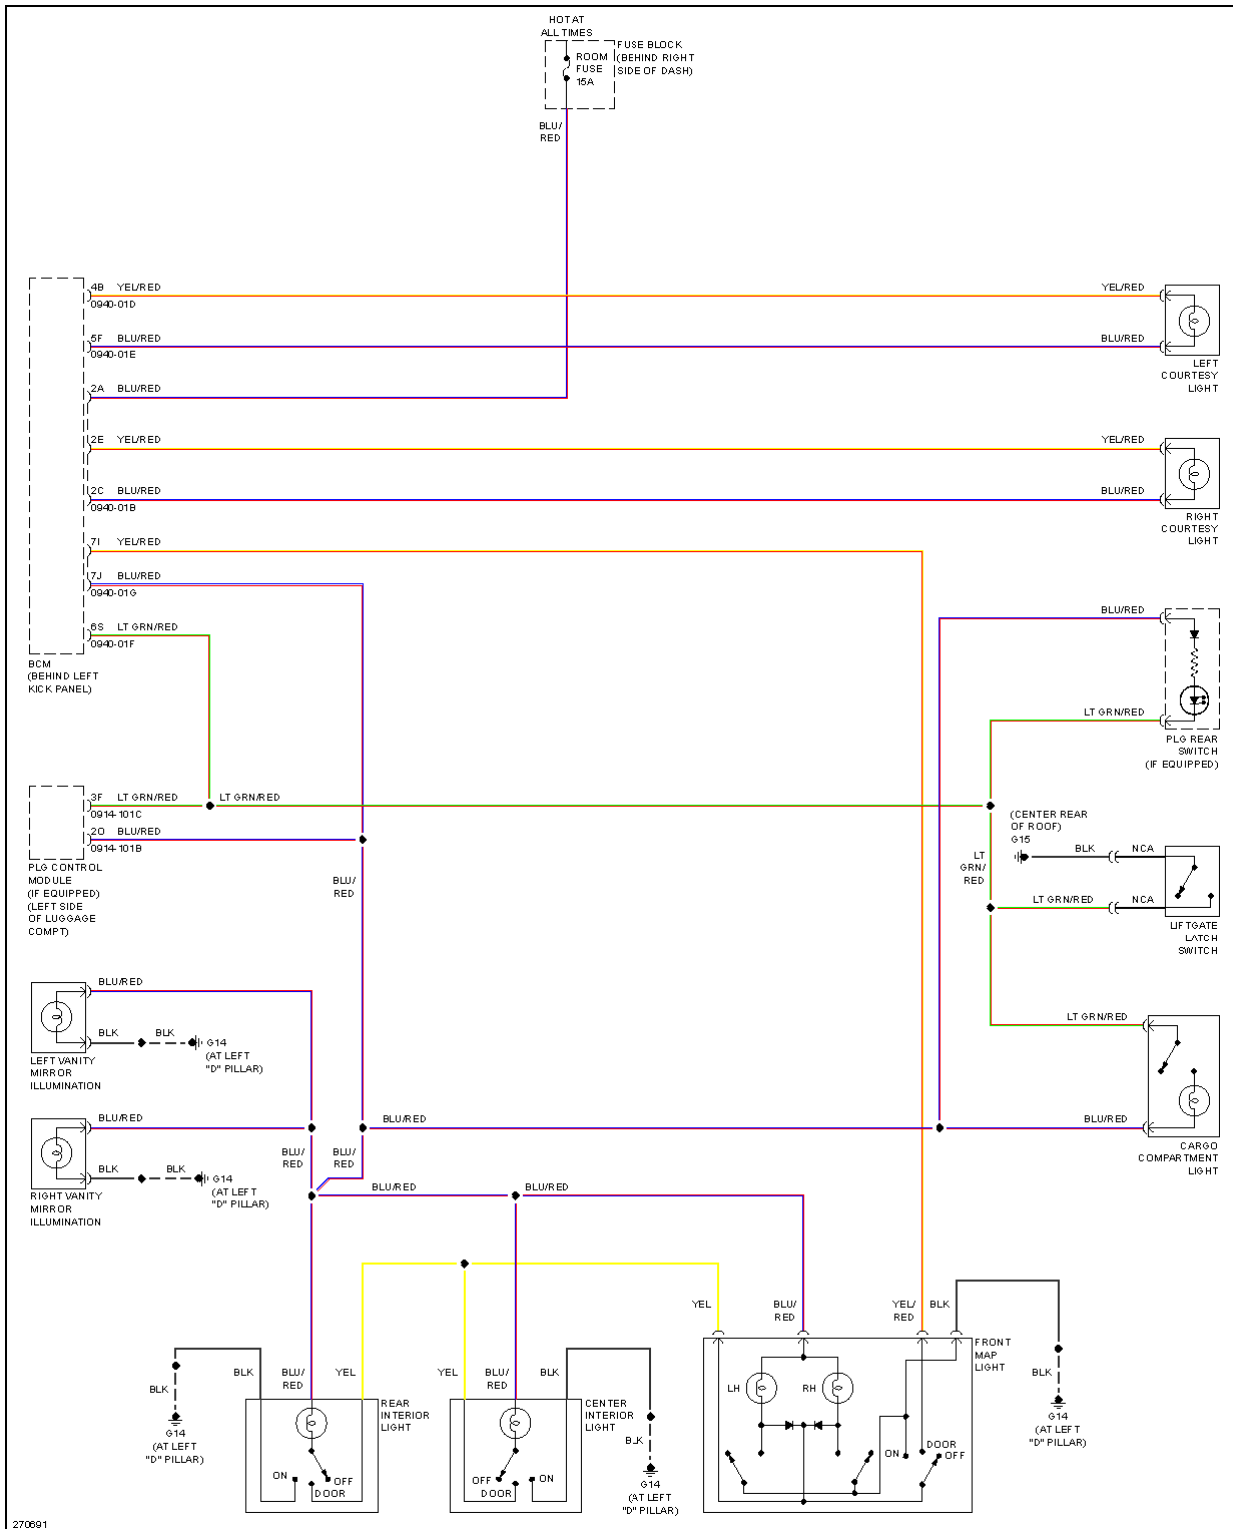 HOT AT
ALL TIMES
FUSE BLOCK
(BEHIND RIGHT
SIDE OF DASH)
ROOM
FUSE
15A
BLU/
RED
4B YEL/RED
0940-01D
YEL/RED
5F BLU/RED
0940-01E
BLU/RED
LEFT
COURTESY
LIGHT
2A BLU/RED
2E YEL/RED
YEL/RED
2C BLU/RED
0940-01B
BLU/RED
RIGHT
COURTESY
LIGHT
7I YEL/RED
7J BLU/RED
0940-01G
6S LT GRN/RED
0940-01F
BCM
(BEHIND LEFT
KICK PANEL)
BLU/RED
LT GRN/RED
PLG REAR
SWITCH
(IF EQUIPPED)
3F LT GRN/RED
LT GRN/RED
0914-101C
2O BLU/RED
0914-101B
PLG CONTROL
MODULE
(IF EQUIPPED)
(LEFT SIDE
OF LUGGAGE
COMPT)
BLU/
RED
(CENTER REAR
OF ROOF)
G15
BLK NCA
LT
GRN/
RED
LT GRN/RED NCA
LIFTGATE
LATCH
SWITCH
BLU/RED
BLK BLK G14
(AT LEFT
"D" PILLAR)
LEFT VANITY
MIRROR
ILLUMINATION
LT GRN/RED
BLU/RED
BLU/RED
BLU/RED
CARGO
COMPARTMENT
LIGHT
BLU/
RED
BLU/
RED
BLK BLK G14
(AT LEFT
"D" PILLAR)
RIGHT VANITY
MIRROR
ILLUMINATION
BLU/RED BLU/RED
YEL
BLU/
RED
YEL/
RED
BLK
FRONT
MAP
LIGHT
LH RH
ON
DOOR
OFF
BLK
G14
(AT LEFT
"D" PILLAR)
BLK
BLK
BLU/
RED
YEL
REAR
INTERIOR
LIGHT
G14
(AT LEFT
"D" PILLAR)
ON
OFF
DOOR
YEL
BLU/
RED
BLK
CENTER
INTERIOR
LIGHT
OFF
ON
DOOR
BLK
G14
(AT LEFT
"D" PILLAR)
270691